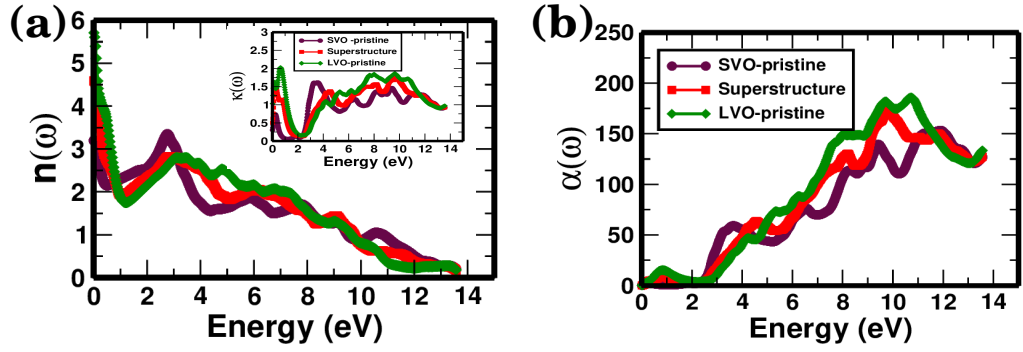 (a)
6
5
4
3
2
1
0
n(ω)
0 2 4 6 8 10 12 14
Energy (eV)
3
2.5
2
1.5
1
0.5
0
κ(ω)
SVO -pristine
Superstructure
LVO-pristine
0 2 4 6 8 10 12 14
Energy (eV)
(b)
250
200
150
100
50
0
α(ω)
SVO-pristine
Superstructure
LVO-pristine
0 2 4 6 8 10 12 14
Energy (eV)